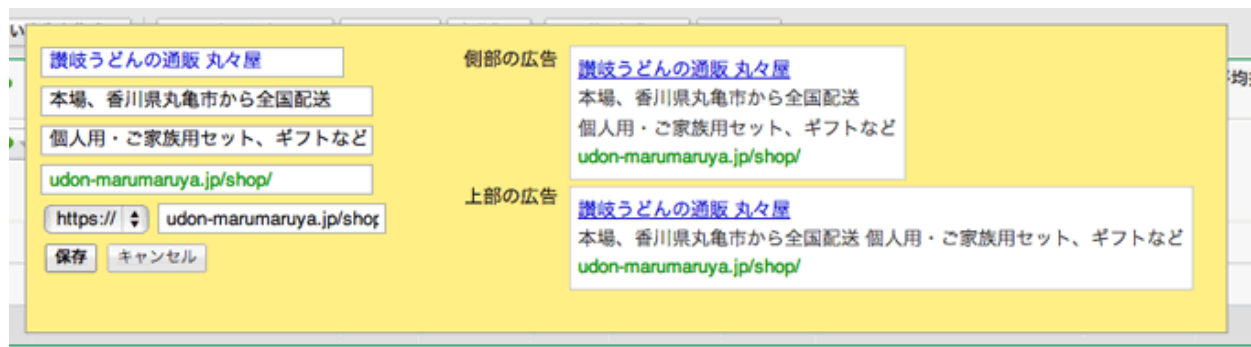 讃岐うどんの通販 丸々屋
本場、香川県丸亀市から全国配送
個人用・ご家族用セット、ギフトなど
udon-marumaruya.jp/shop/
https:// udon-marumaruya.jp/shop
保存 キャンセル
側部の広告
讃岐うどんの通販 丸々屋
本場、香川県丸亀市から全国配送
個人用・ご家族用セット、ギフトなど
udon-marumaruya.jp/shop/
上部の広告
讃岐うどんの通販 丸々屋
本場、香川県丸亀市から全国配送 個人用・ご家族用セット、ギフトなど
udon-marumaruya.jp/shop/